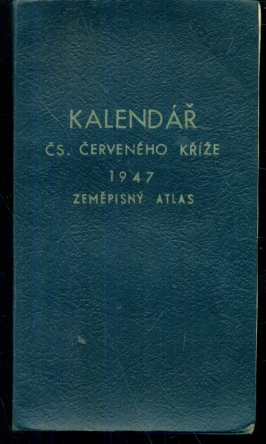 KALENDÁŘ
ČS. ČERVENÉHO KŘÍŽE
1947
ZEMĚPISNÝ ATLAS